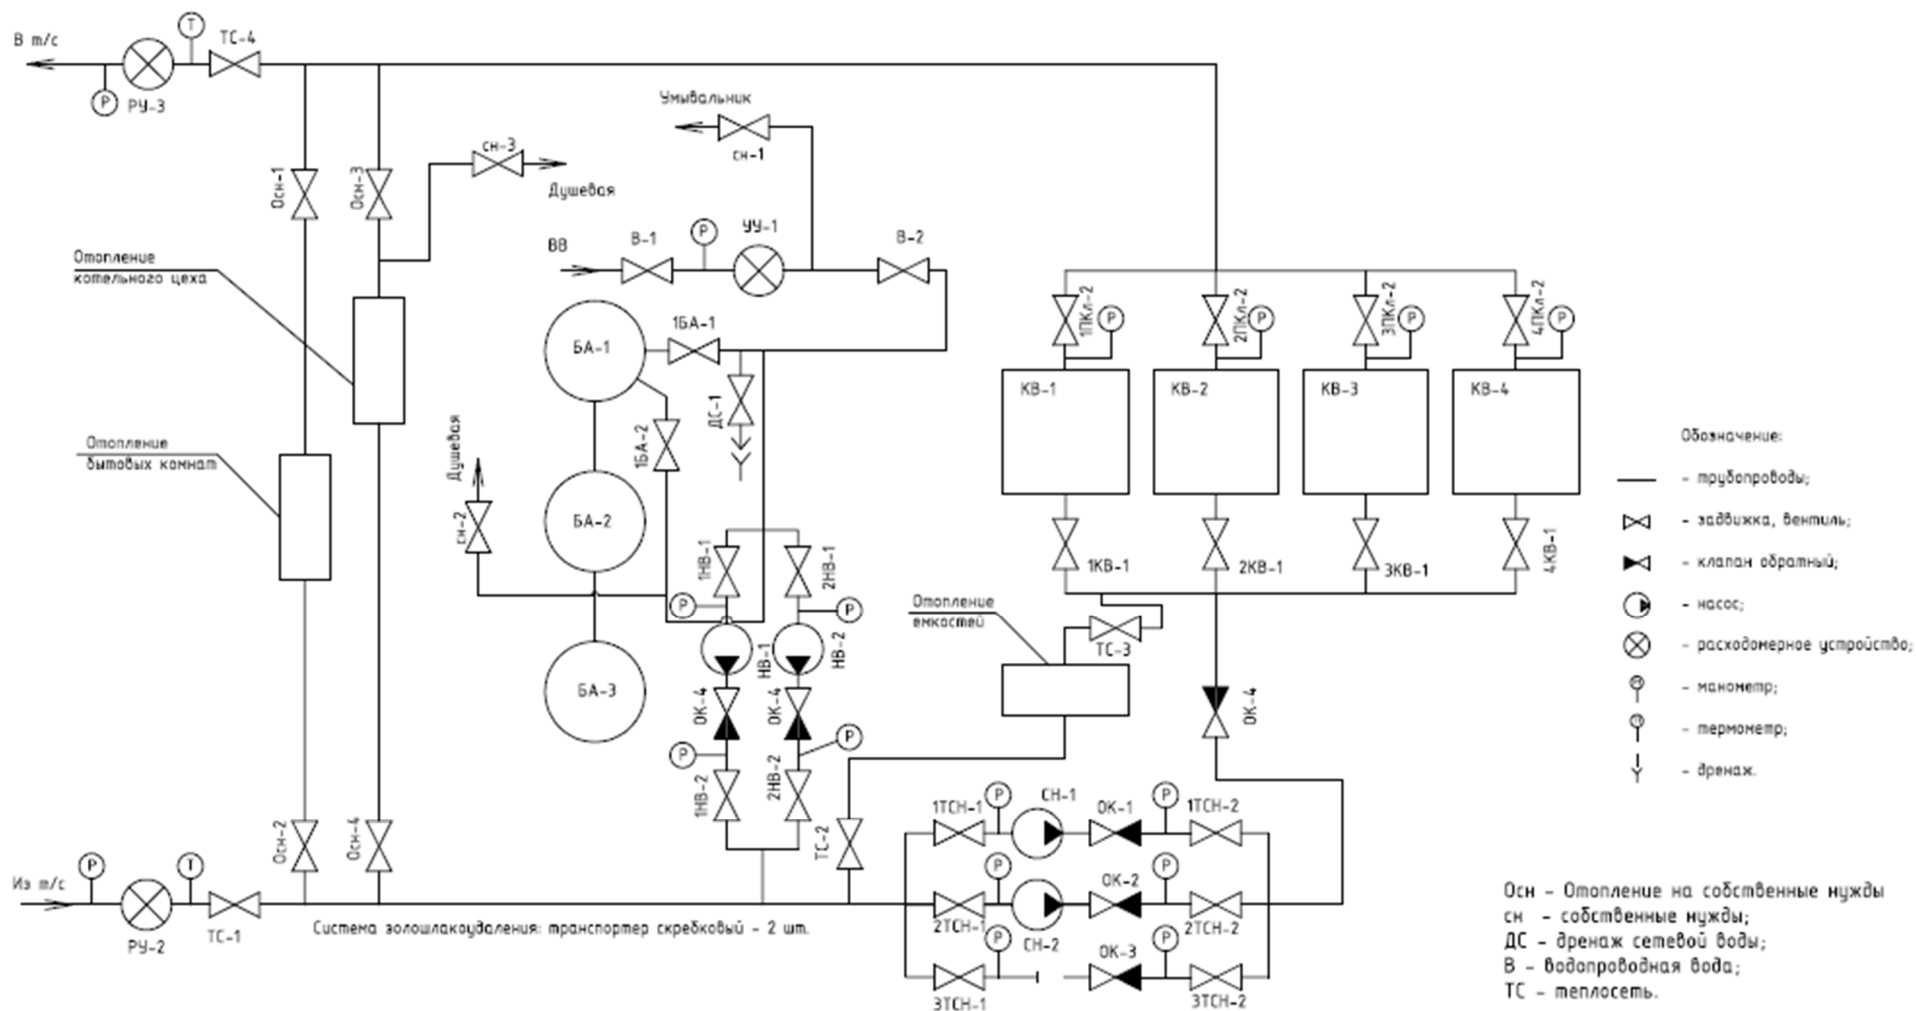 В т/с
Т
ТС-4
Р
РУ-3
Умывальник
сн-1
сн-3
Душевая
Осн-1
Осн-3
ВВ
В-1
Р
УУ-1
В-2
Отопление
котельного цеха
1БА-1
БА-1
ДС-1
1БА-2
Душевая
сн-2
Отопление
бытовых комнат
БА-2
БА-3
1НВ-1
2НВ-1
Р
Р
НВ-1
НВ-2
ОК-4
ОК-4
Р
Р
1НВ-2
2НВ-2
1ПКл-2
Р
2ПКл-2
Р
3ПКл-2
Р
4ПКл-2
Р
КВ-1
КВ-2
КВ-3
КВ-4
1КВ-1
2КВ-1
3КВ-1
4КВ-1
Отопление
емкостей
ТС-3
ОК-4
ТС-2
Осн-2
Осн-4
Из т/с
Р
Т
РУ-2
ТС-1
Система золошлакоудаления: транспортер скребковый - 2 шт.
1ТСН-1
Р
СН-1
ОК-1
Р
1ТСН-2
2ТСН-1
Р
СН-2
ОК-2
Р
2ТСН-2
3ТСН-1
Р
ОК-3
Р
3ТСН-2
Обозначение:
- трубопроводы;
- задвижка, вентиль;
- клапан обратный;
- насос;
- расходомерное устройство;
- манометр;
- термометр;
- дренаж.
Осн - Отопление на собственные нужды
сн - собственные нужды;
ДС - дренаж сетевой воды;
В - водопроводная вода;
ТС - теплосеть.